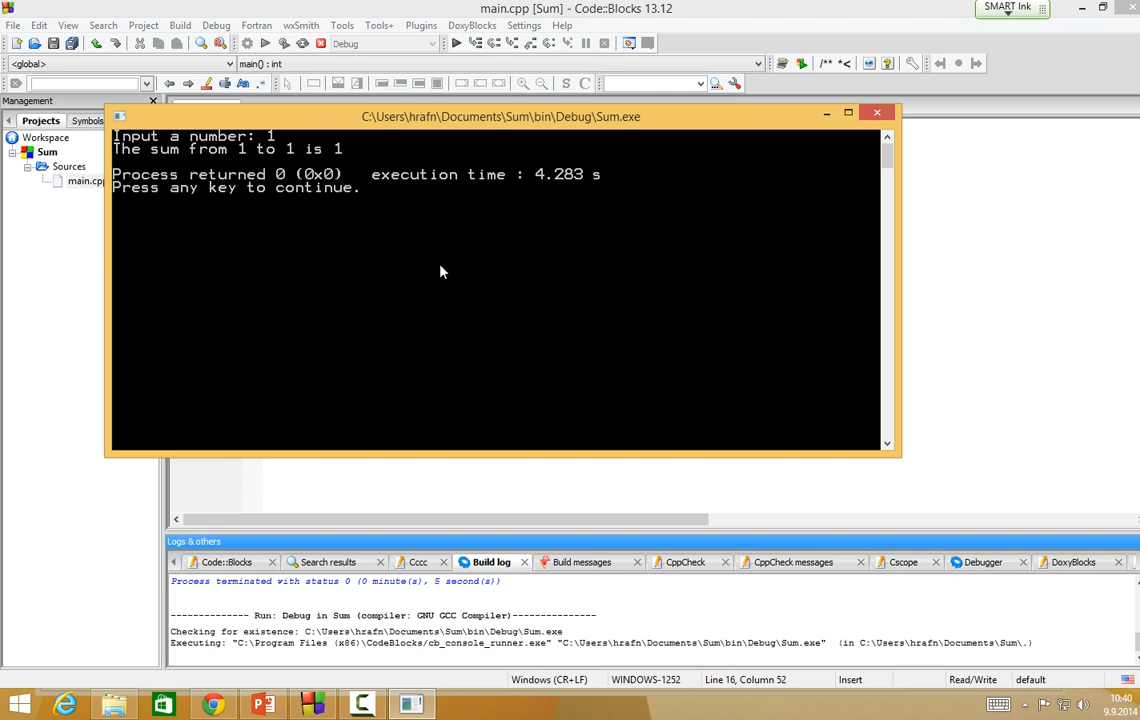 main.cpp [Sum] - Code::Blocks 13.12
SMART Ink
File Edit View Search Project Build Debug Fortran wxSmith Tools Tools+ Plugins DoxyBlocks Settings Help
Debug
<global> main() : int
/** *<
S C
Management
Projects Symbols
Workspace
Sum
Sources
main.cpp
C:\Users\hrafn\Documents\Sum\bin\Debug\Sum.exe
Input a number: 1
The sum from 1 to 1 is 1
Process returned 0 (0x0) execution time : 4.283 s
Press any key to continue.
Logs & others
Code::Blocks Search results Cccc Build log Build messages CppCheck CppCheck messages Cscope Debugger DoxyBlocks
Process terminated with status 0 (0 minute(s), 5 second(s))
-------------- Run: Debug in Sum (compiler: GNU GCC Compiler)---------------
Checking for existence: C:\Users\hrafn\Documents\Sum\bin\Debug\Sum.exe
Executing: "C:\Program Files (x86)\CodeBlocks/cb_console_runner.exe" "C:\Users\hrafn\Documents\Sum\bin\Debug\Sum.exe" (in C:\Users\hrafn\Documents\Sum\.)
Windows (CR+LF) WINDOWS-1252 Line 16, Column 52 Insert Read/Write default
10:40
9.9.2014